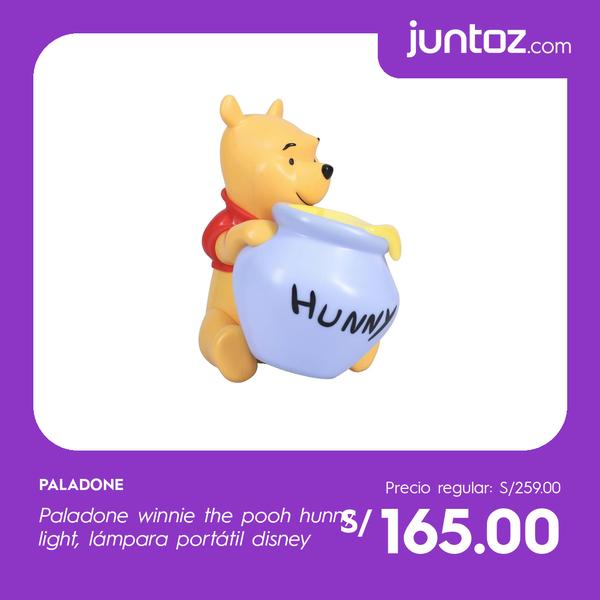 juntoz.com
HUNNY
PALADONE
Paladone winnie the pooh hunny
light, lámpara portátil disney
Precio regular: S/259.00
S/ 165.00